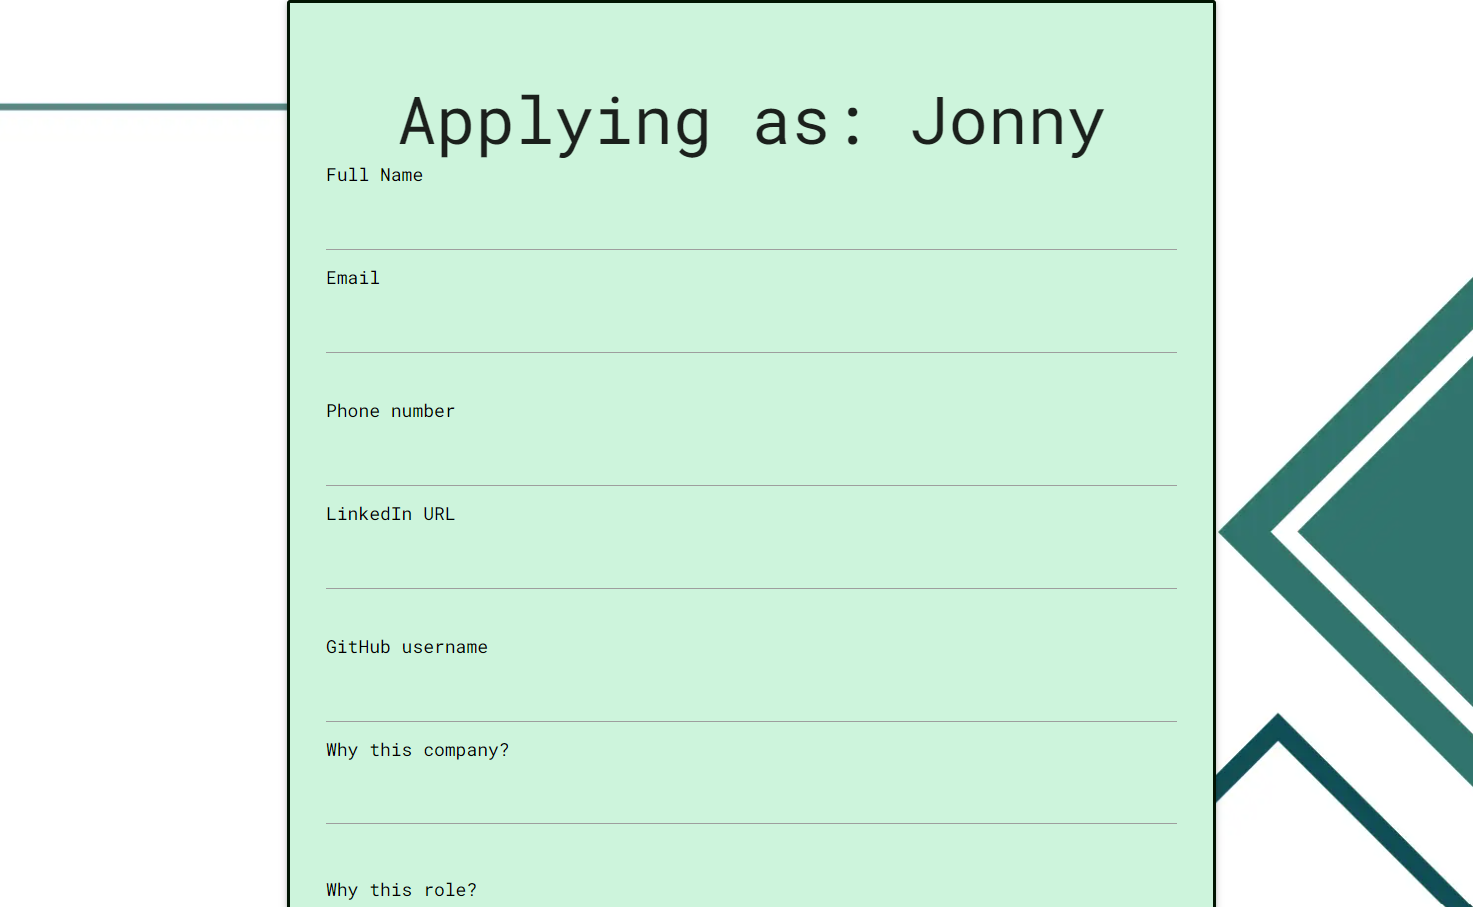 Applying as: Jonny
Full Name
Email
Phone number
LinkedIn URL
GitHub username
Why this company?
Why this role?